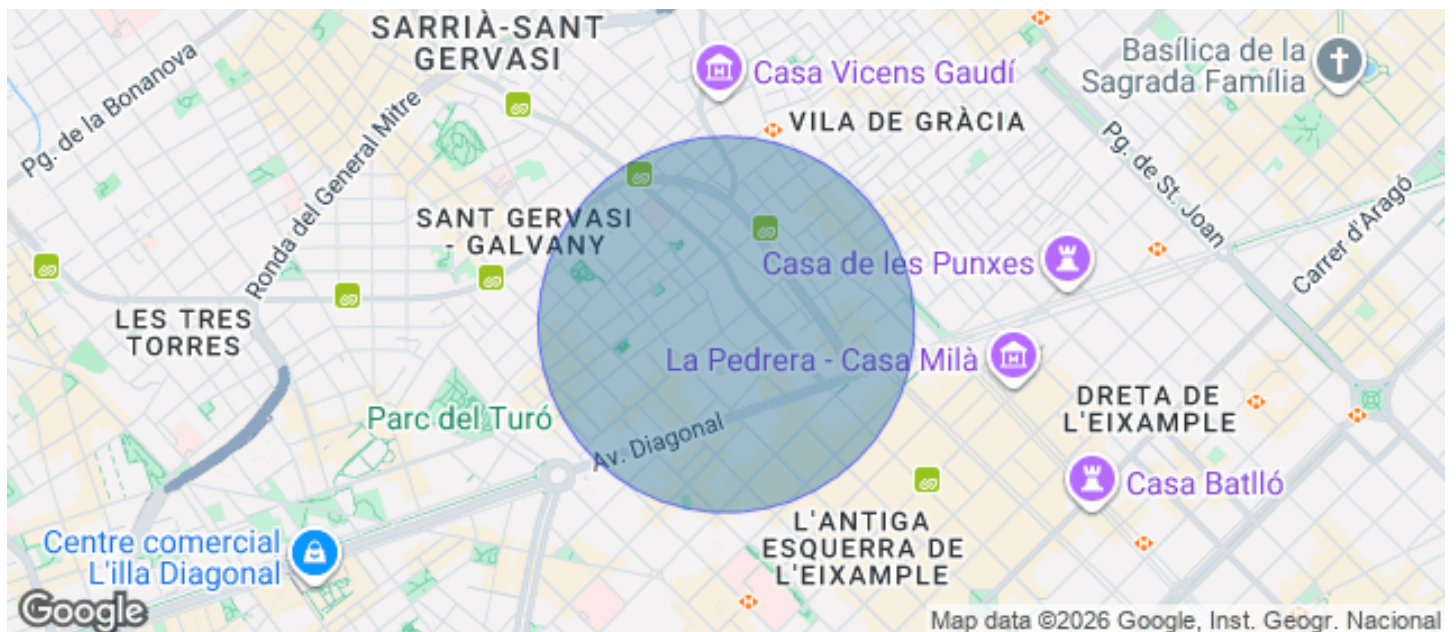 SARRIÀ-SANT
GERVASI
Pg. de la Bonanova
Ronda del General Mitre
Casa Vicens Gaudí
VILA DE GRÀCIA
Basílica de la
Sagrada Família
Pg. de St. Joan
Carrer d'Aragó
SANT GERVASI
- GALVANY
Casa de les Punxes
LES TRES
TORRES
La Pedrera - Casa Milà
Parc del Turó
Av. Diagonal
DRETA DE
L'EIXAMPLE
Casa Batlló
L'ANTIGA
ESQUERRA DE
L'EIXAMPLE
Centre comercial
L'illa Diagonal
Google
Map data ©2026 Google, Inst. Geogr. Nacional